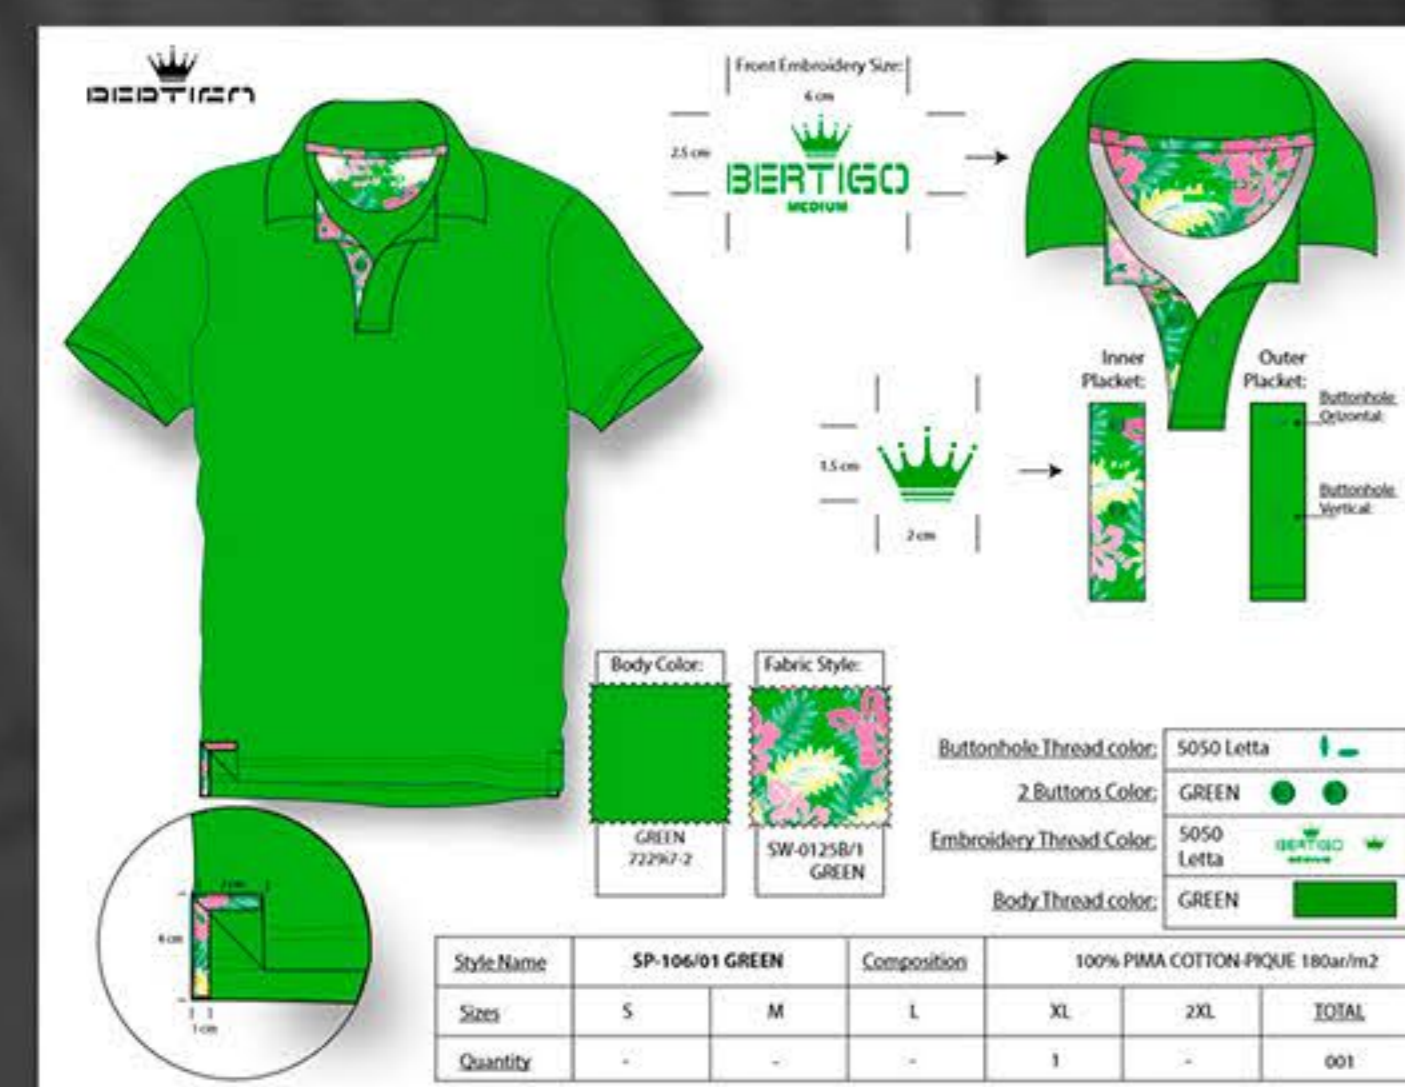 BERTIGO
Front Embroidery Size:
6 cm
2.5 cm
BERTIGO
MEDIUM
Inner
Placket:
Outer
Placket:
Buttonhole
Orizontal:
Buttonhole
Vertical:
1.5 cm
2 cm
Body Color:
GREEN
Fabric Style:
SW-0125B/1
GREEN
Buttonhole Thread color: 5050 Letta
2 Buttons Color: GREEN
Embroidery Thread Color: 5050
Letta
BERTIGO
MEDIUM
Body Thread color: GREEN
2 cm
4 cm
1 cm
Style Name SP-106/01 GREEN Composition 100% PIMA COTTON-PIQUE 180ar/m2
Sizes S M L XL 2XL TOTAL
Quantity - - - 1 - 001